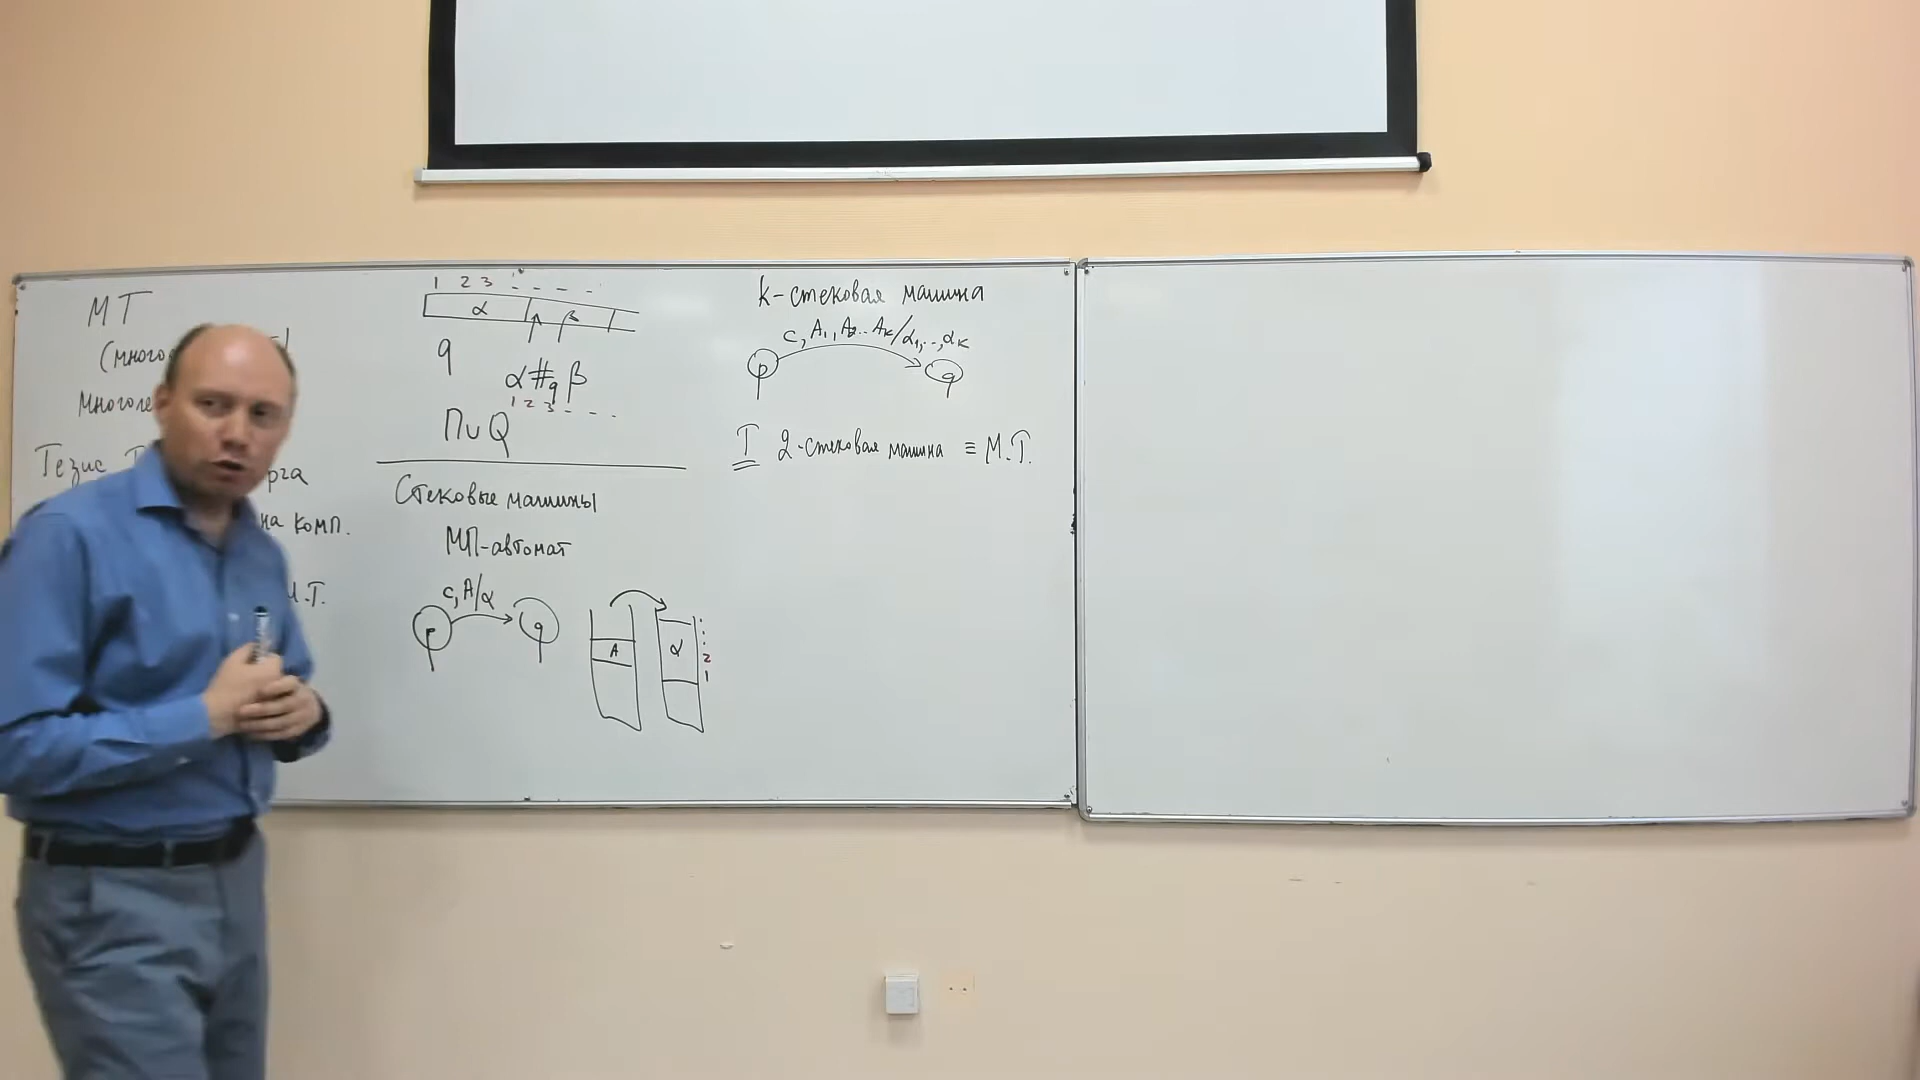 МТ
(много
Многоле
Тезис
рга
на комп.
М.Т.
1 2 3 - - - -
α β
q
α #q β
1 2 3 - - -
Π ∪ Q
Стековые машины
МП-автомат
c, A/α
p q
A α
2
1
k-стековая машина
c, A1, A2.. Ak/α1,..,αk
p q
T 2-стековая машина ≡ М.Т.